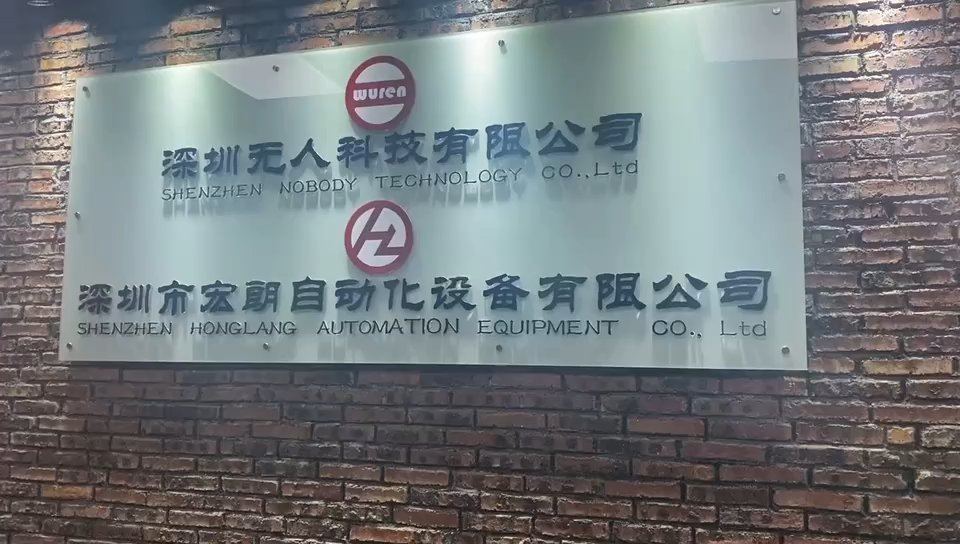 wuren
深圳无人科技有限公司
SHENZHEN NOBODY TECHNOLOGY CO.,Ltd
HL
深圳市宏朗自动化设备有限公司
SHENZHEN HONGLANG AUTOMATION EQUIPMENT CO., Ltd